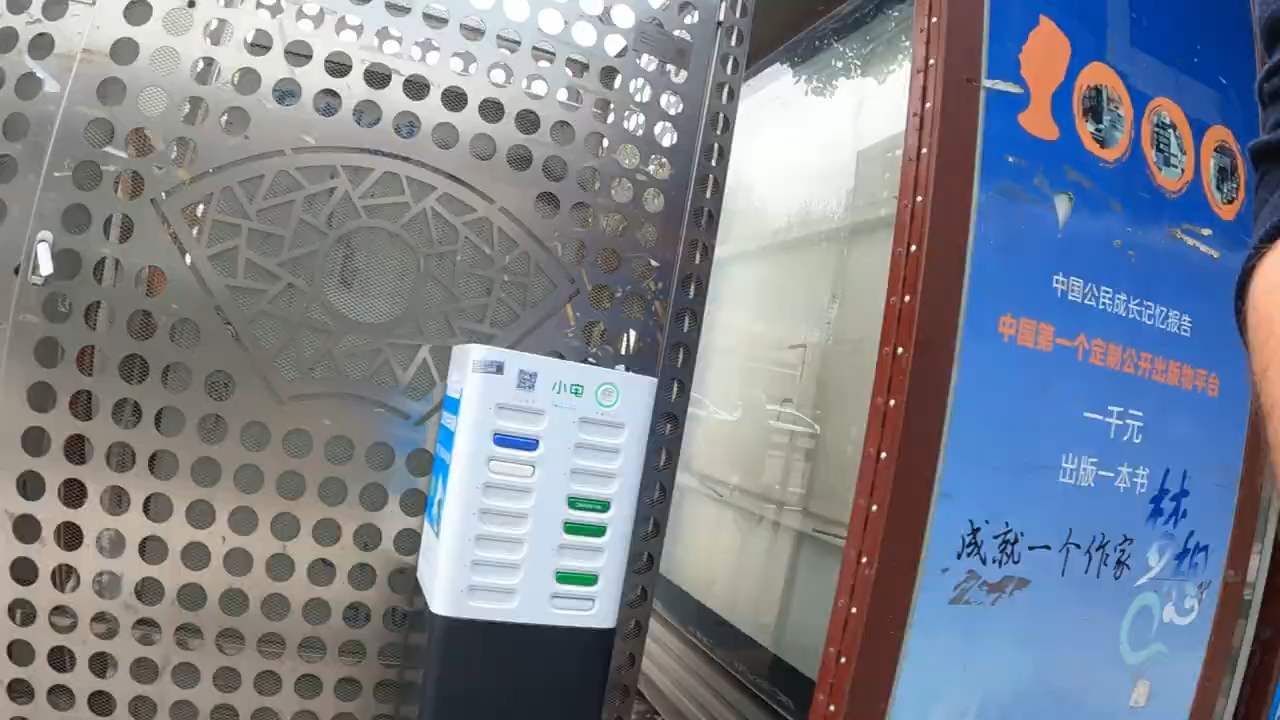 小电
中国公民成长记忆报告
中国第一个定制公开出版物平台
一千元
出版一本书
成就一个作家
林